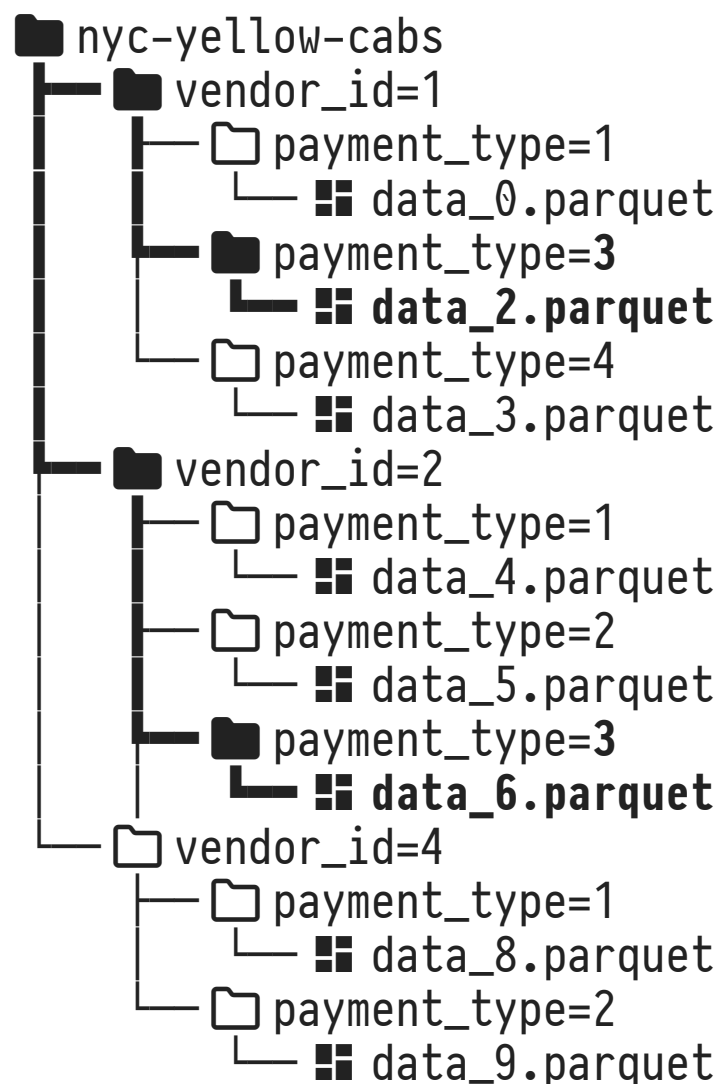 nyc-yellow-cabs
vendor_id=1
payment_type=1
data_0.parquet
payment_type=3
data_2.parquet
payment_type=4
data_3.parquet
vendor_id=2
payment_type=1
data_4.parquet
payment_type=2
data_5.parquet
payment_type=3
data_6.parquet
vendor_id=4
payment_type=1
data_8.parquet
payment_type=2
data_9.parquet